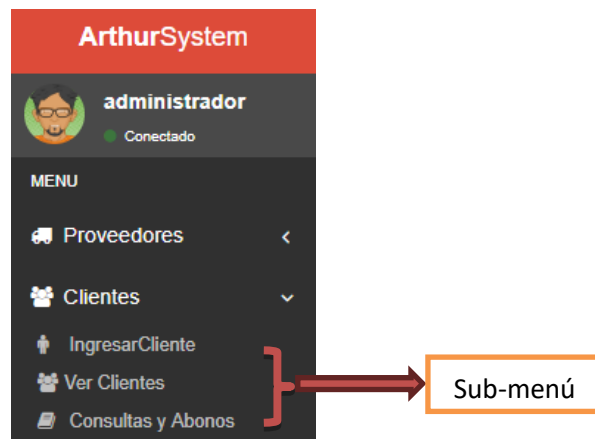 ArthurSystem
administrador
Conectado
MENU
Proveedores
Clientes
IngresarCliente
Ver Clientes
Consultas y Abonos
Sub-menú